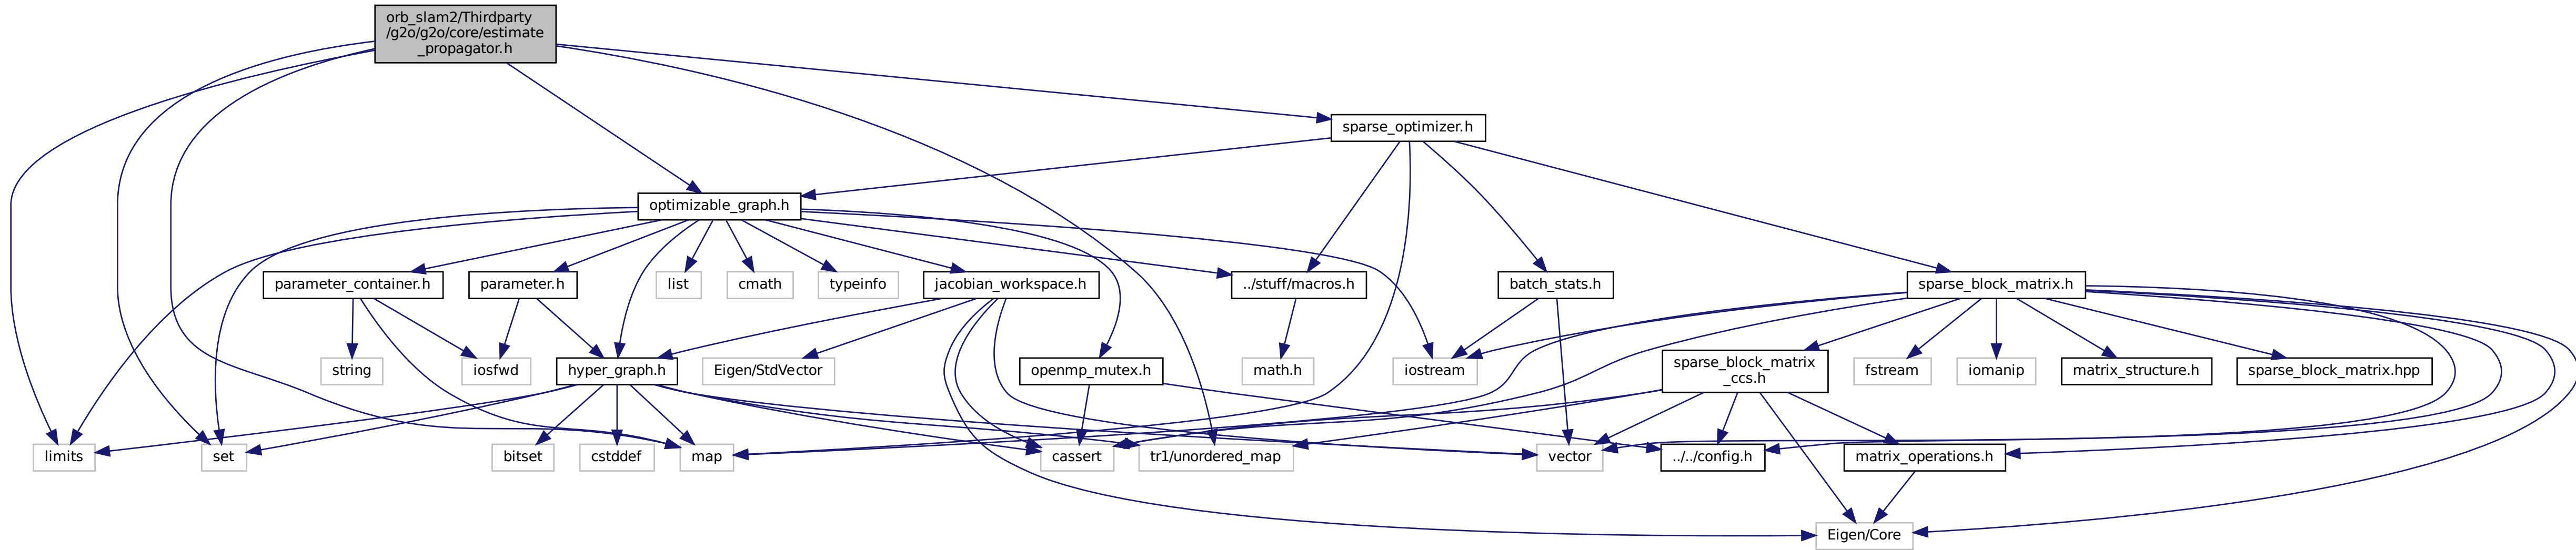 orb_slam2/Thirdparty
/g2o/g2o/core/estimate
_propagator.h
sparse_optimizer.h
optimizable_graph.h
parameter_container.h
parameter.h
list
cmath
typeinfo
jacobian_workspace.h
../stuff/macros.h
batch_stats.h
sparse_block_matrix.h
string
iosfwd
hyper_graph.h
Eigen/StdVector
openmp_mutex.h
math.h
iostream
sparse_block_matrix
_ccs.h
fstream
iomanip
matrix_structure.h
sparse_block_matrix.hpp
limits
set
bitset
cstddef
map
cassert
tr1/unordered_map
vector
../../config.h
matrix_operations.h
Eigen/Core